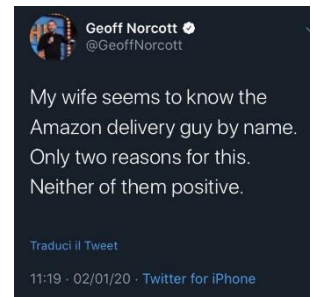 Geoff Norcott
@GeoffNorcott
My wife seems to know the
Amazon delivery guy by name.
Only two reasons for this.
Neither of them positive.
Traduci il Tweet
11:19 · 02/01/20 · Twitter for iPhone